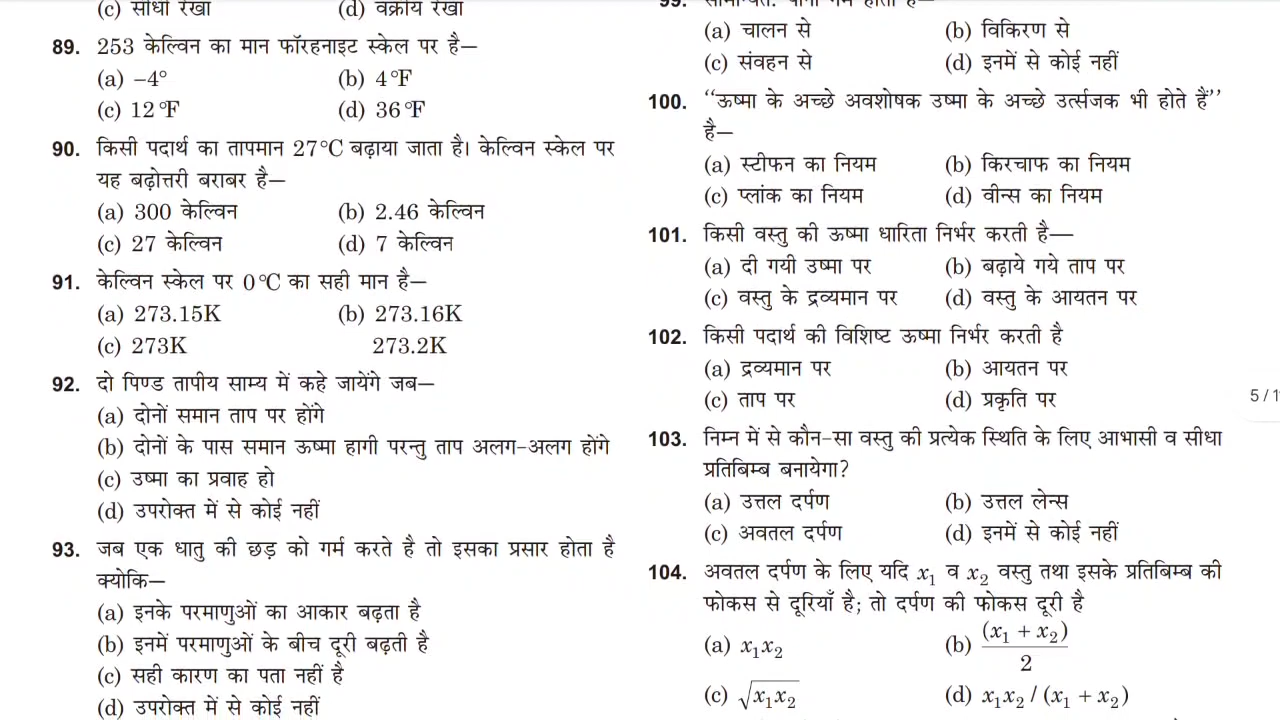 (c) सीधी रेखा (d) वक्रीय रेखा
89. 253 केल्विन का मान फॉरहनाइट स्केल पर है—
(a) –4° (b) 4°F
(c) 12°F (d) 36°F
90. किसी पदार्थ का तापमान 27°C बढ़ाया जाता है। केल्विन स्केल पर
यह बढ़ोत्तरी बराबर है—
(a) 300 केल्विन (b) 2.46 केल्विन
(c) 27 केल्विन (d) 7 केल्विन
91. केल्विन स्केल पर 0°C का सही मान है—
(a) 273.15K (b) 273.16K
(c) 273K 273.2K
92. दो पिण्ड तापीय साम्य में कहे जायेंगे जब—
(a) दोनों समान ताप पर होंगे
(b) दोनों के पास समान ऊष्मा हागी परन्तु ताप अलग-अलग होंगे
(c) उष्मा का प्रवाह हो
(d) उपरोक्त में से कोई नहीं
93. जब एक धातु की छड़ को गर्म करते है तो इसका प्रसार होता है
क्योकि—
(a) इनके परमाणुओं का आकार बढ़ता है
(b) इनमें परमाणुओं के बीच दूरी बढ़ती है
(c) सही कारण का पता नहीं है
(d) उपरोक्त में से कोई नहीं
(a) चालन से (b) विकिरण से
(c) संवहन से (d) इनमें से कोई नहीं
100. ‘‘ऊष्मा के अच्छे अवशोषक उष्मा के अच्छे उर्त्सजक भी होते हैं’’
है—
(a) स्टीफन का नियम (b) किरचाफ का नियम
(c) प्लांक का नियम (d) वीन्स का नियम
101. किसी वस्तु की ऊष्मा धारिता निर्भर करती है—
(a) दी गयी उष्मा पर (b) बढ़ाये गये ताप पर
(c) वस्तु के द्रव्यमान पर (d) वस्तु के आयतन पर
102. किसी पदार्थ की विशिष्ट ऊष्मा निर्भर करती है
(a) द्रव्यमान पर (b) आयतन पर
(c) ताप पर (d) प्रकृति पर
103. निम्न में से कौन-सा वस्तु की प्रत्येक स्थिति के लिए आभासी व सीधा
प्रतिबिम्ब बनायेगा?
(a) उत्तल दर्पण (b) उत्तल लेन्स
(c) अवतल दर्पण (d) इनमें से कोई नहीं
104. अवतल दर्पण के लिए यदि x₁ व x₂ वस्तु तथा इसके प्रतिबिम्ब की
फोकस से दूरियाँ है; तो दर्पण की फोकस दूरी है
(a) x₁x₂ (b) (x₁ + x₂)/2
(c) √x₁x₂ (d) x₁x₂ / (x₁ + x₂)
5 / 1